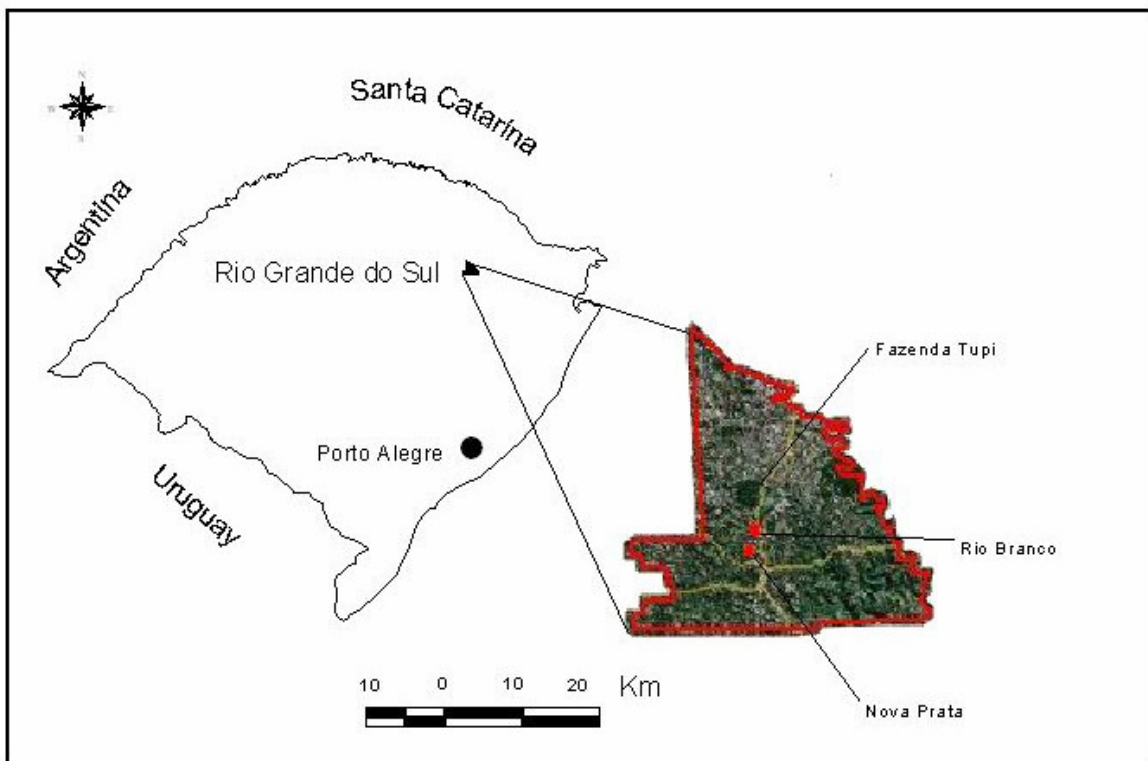 N
W E
S
Santa Catarina
Argentina
Rio Grande do Sul
Fazenda Tupi
Porto Alegre
Uruguay
Rio Branco
10 0 10 20 Km
Nova Prata